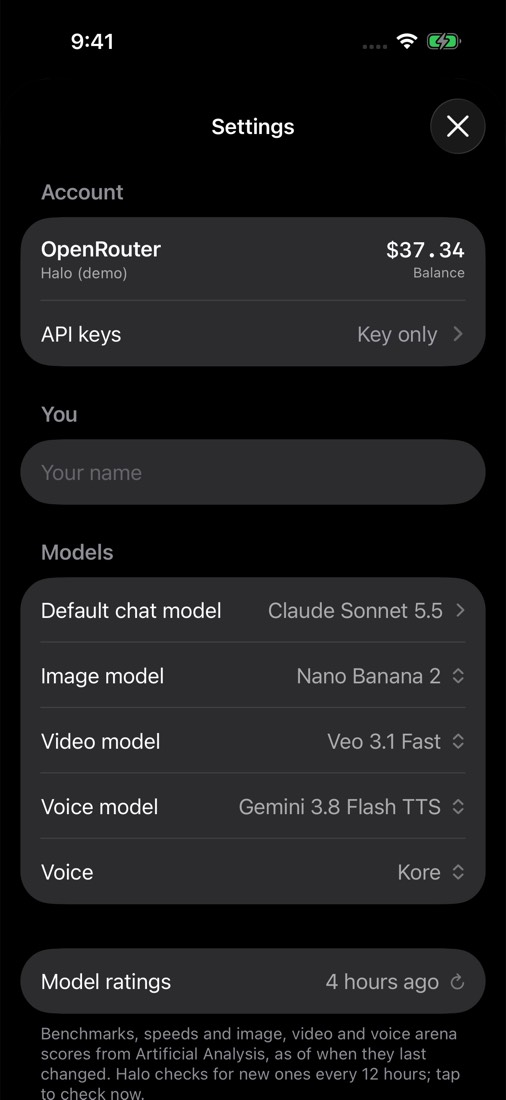 9:41
Settings
Account
OpenRouter $37.34
Halo (demo) Balance
API keys Key only
You
Your name
Models
Default chat model Claude Sonnet 5.5
Image model Nano Banana 2
Video model Veo 3.1 Fast
Voice model Gemini 3.8 Flash TTS
Voice Kore
Model ratings 4 hours ago
Benchmarks, speeds and image, video and voice arena
scores from Artificial Analysis, as of when they last
changed. Halo checks for new ones every 12 hours; tap
to check now.